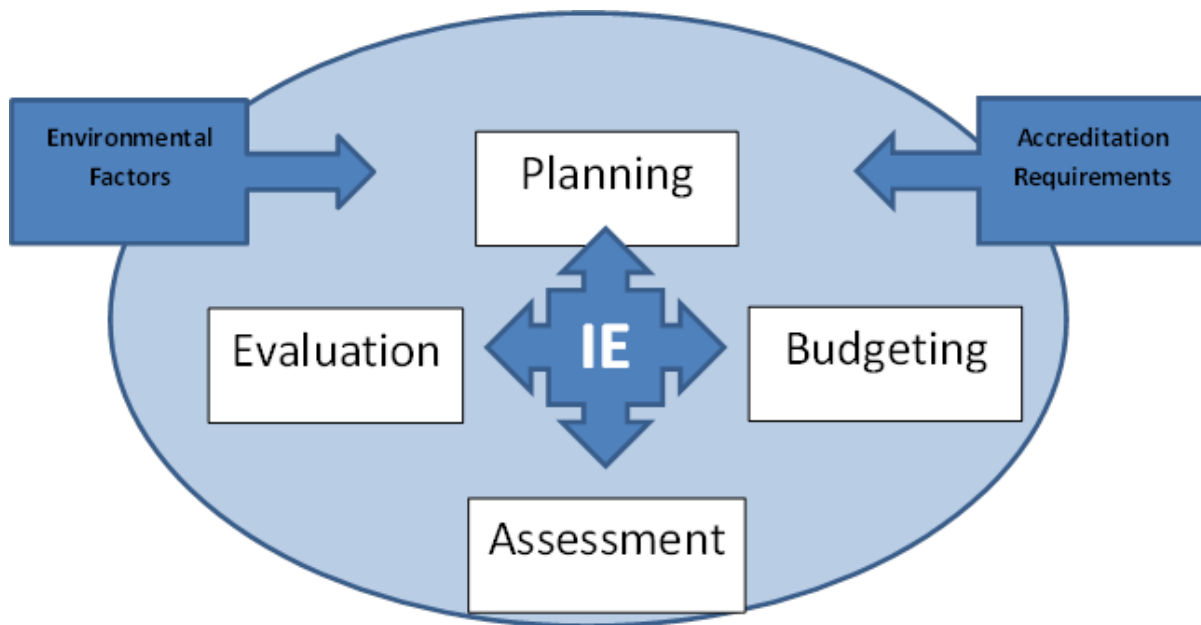 Environmental
Factors
Accreditation
Requirements
Planning
Evaluation
IE
Budgeting
Assessment